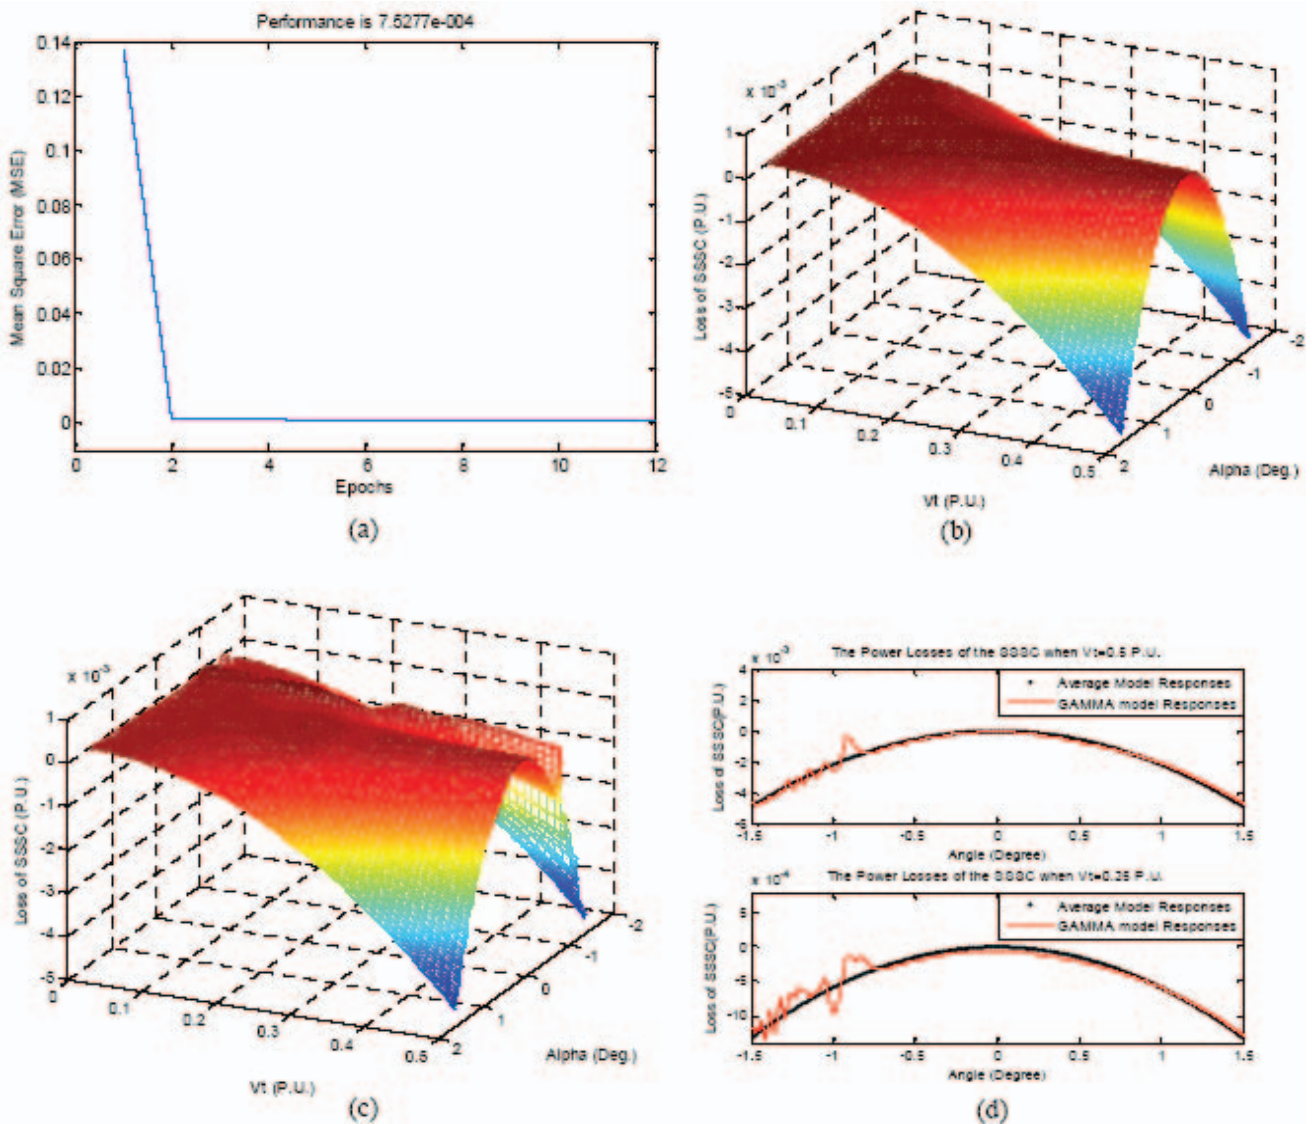 Performance is 7.5277e-004
0.14
0.12
0.14
0.08
0.06
0.04
0.02
0
0 2 4 6 8 10 12
Mean Square Error (MSE)
Epochs
(a)
x 10⁻³
1
0
-1
-2
-3
-4
-5
Loss of SSSC (P.U.)
0 0.1 0.2 0.3 0.4 0.5
Vt (P.U.)
2 1 0 -1 -2
Alpha (Deg.)
(b)
x 10⁻³
1
0
-1
-2
-3
-4
-5
Loss of SSSC (P.U.)
0 0.1 0.2 0.3 0.4 0.5
Vt (P.U.)
2 1 0 -1 -2
Alpha (Deg.)
(c)
x 10⁻³
The Power Losses of the SSSC when Vt=0.5 P.U.
Average Model Responses
GAMMA model Responses
4
2
0
-2
-4
Loss of SSSC(P.U.)
-1.5 -1 -0.5 0 0.5 1 1.5
Angle (Degree)
x 10⁻⁴
The Power Losses of the SSSC when Vt=0.25 P.U.
Average Model Responses
GAMMA model Responses
5
0
-5
-10
Loss of SSSC(P.U.)
-1.5 -1 -0.5 0 0.5 1 1.5
Angle (Degree)
(d)